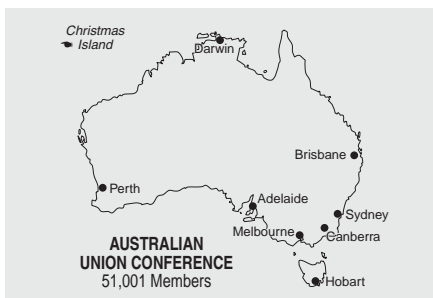 Christmas
Island
Darwin
Brisbane
Perth
Adelaide
Sydney
Melbourne
Canberra
AUSTRALIAN
UNION CONFERENCE
51,001 Members
Hobart